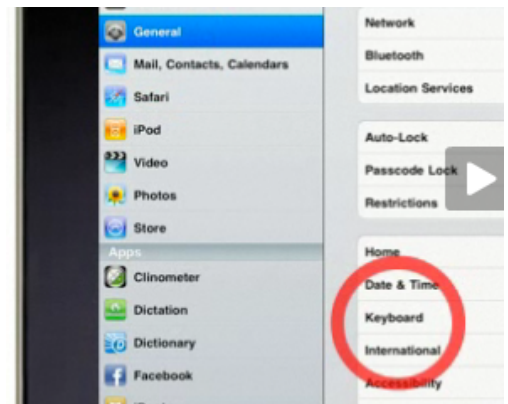 General
Mail, Contacts, Calendars
Safari
iPod
Video
Photos
Store
Apps
Clinometer
Dictation
Dictionary
Facebook
Network
Bluetooth
Location Services
Auto-Lock
Passcode Lock
Restrictions
Home
Date & Time
Keyboard
International
Accessibility